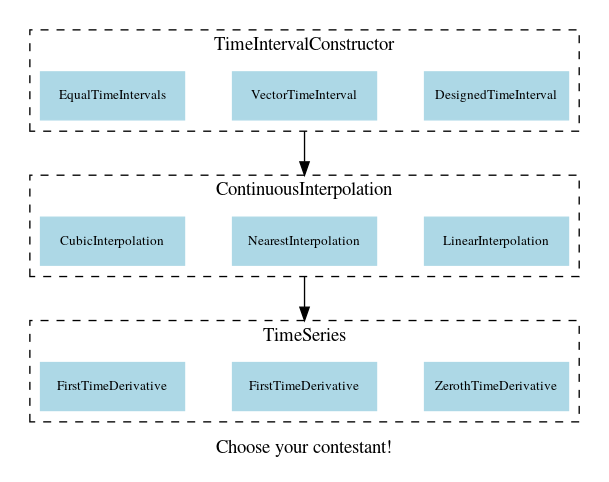 TimeIntervalConstructor
EqualTimeIntervals
VectorTimeInterval
DesignedTimeInterval
ContinuousInterpolation
CubicInterpolation
NearestInterpolation
LinearInterpolation
TimeSeries
FirstTimeDerivative
FirstTimeDerivative
ZerothTimeDerivative
Choose your contestant!